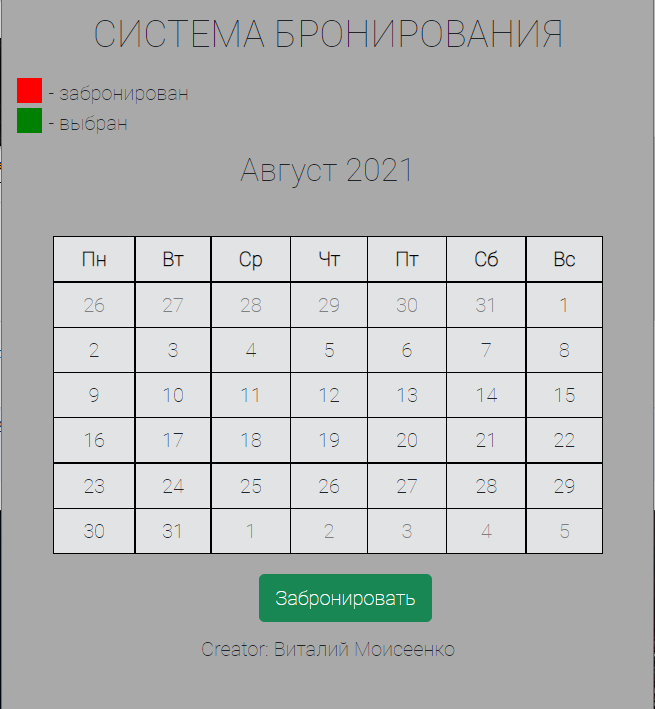 СИСТЕМА БРОНИРОВАНИЯ
- забронирован
- выбран
Август 2021
Пн Вт Ср Чт Пт Сб Вс
26 27 28 29 30 31 1
2 3 4 5 6 7 8
9 10 11 12 13 14 15
16 17 18 19 20 21 22
23 24 25 26 27 28 29
30 31 1 2 3 4 5
Забронировать
Creator: Виталий Моисеенко